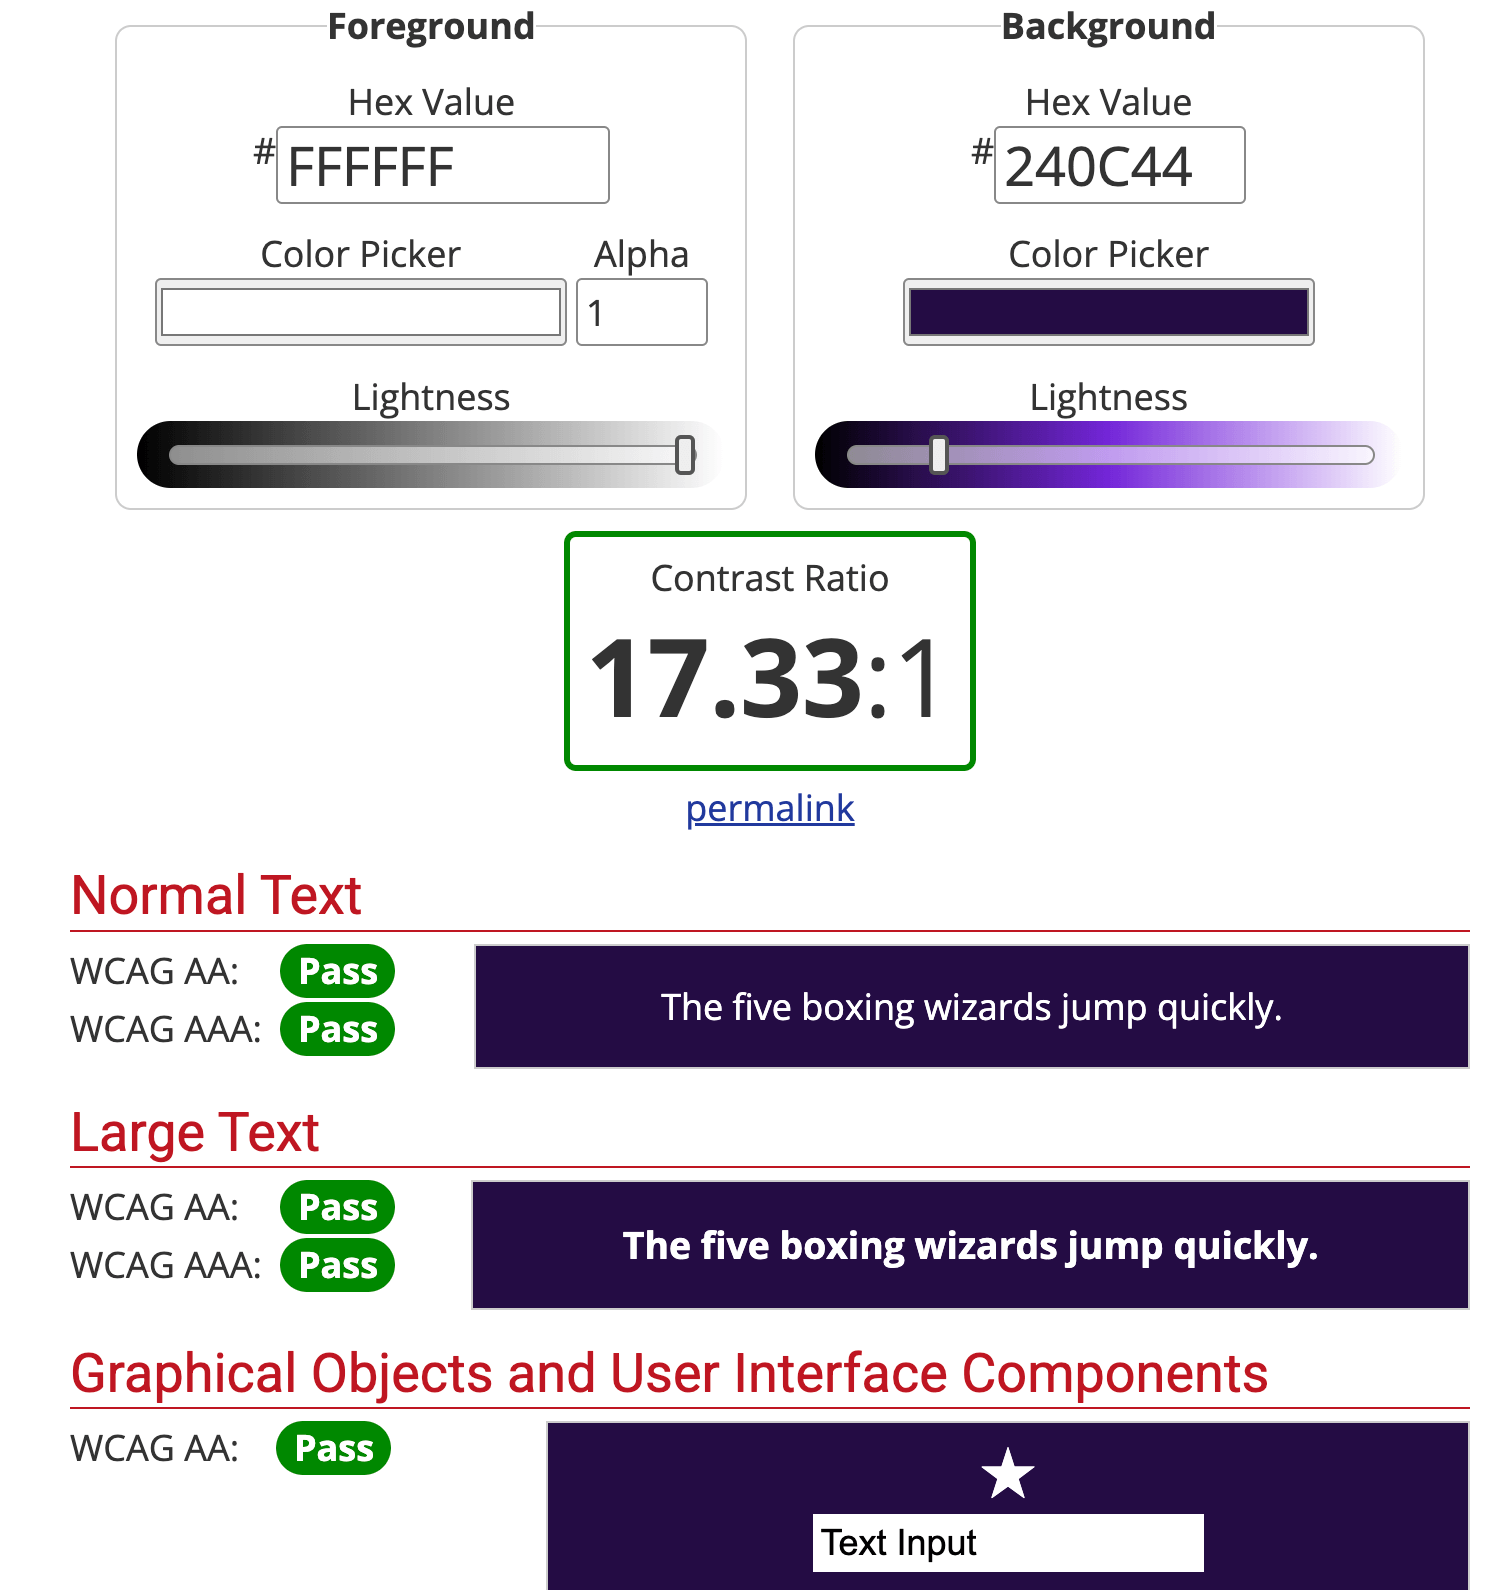 Foreground
Background
Hex Value
Hex Value
#FFFFFF
#240C44
Color Picker
Alpha
Color Picker
1
Lightness
Lightness
Contrast Ratio
17.33:1
permalink
Normal Text
WCAG AA: Pass
WCAG AAA: Pass
The five boxing wizards jump quickly.
Large Text
WCAG AA: Pass
WCAG AAA: Pass
The five boxing wizards jump quickly.
Graphical Objects and User Interface Components
WCAG AA: Pass
Text Input